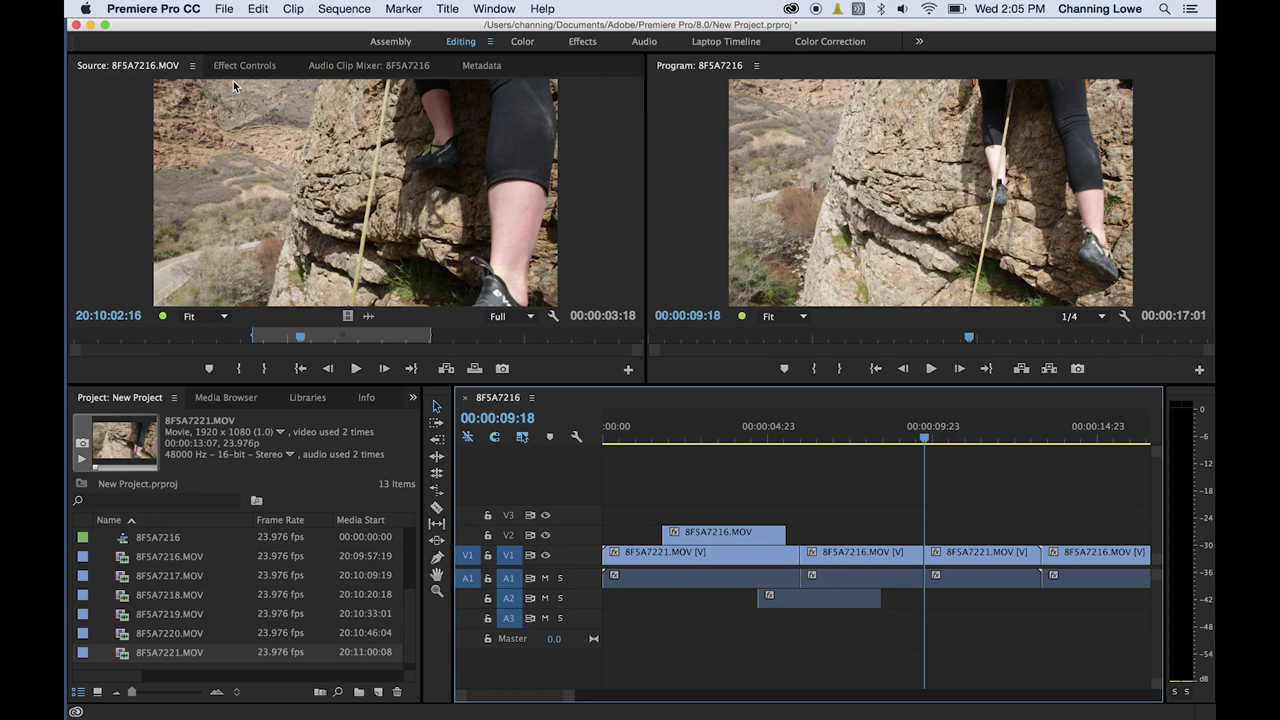 Premiere Pro CC File Edit Clip Sequence Marker Title Window Help Wed 2:05 PM Channing Lowe
/Users/channing/Documents/Adobe/Premiere Pro/8.0/New Project.prproj *
Assembly Editing Color Effects Audio Laptop Timeline Color Correction
Source: 8F5A7216.MOV Effect Controls Audio Clip Mixer: 8F5A7216 Metadata
Program: 8F5A7216
20:10:02:16 Fit Full 00:00:03:18
00:00:09:18 Fit 1/4 00:00:17:01
Project: New Project Media Browser Libraries Info
8F5A7221.MOV
Movie, 1920 x 1080 (1.0), video used 2 times
00:00:13:07, 23.976p
48000 Hz - 16-bit - Stereo, audio used 2 times
New Project.prproj 13 Items
Name Frame Rate Media Start
8F5A7216 23.976 fps 00:00:00:00
8F5A7216.MOV 23.976 fps 20:09:57:19
8F5A7217.MOV 23.976 fps 20:10:09:19
8F5A7218.MOV 23.976 fps 20:10:20:18
8F5A7219.MOV 23.976 fps 20:10:33:01
8F5A7220.MOV 23.976 fps 20:10:46:04
8F5A7221.MOV 23.976 fps 20:11:00:08
8F5A7216
00:00:09:18
:00:00 00:00:04:23 00:00:09:23 00:00:14:23
V3
V2 8F5A7216.MOV
V1 V1 8F5A7221.MOV [V] 8F5A7216.MOV [V] 8F5A7221.MOV [V] 8F5A7216.MOV [V]
A1 A1 M S
A2 M S
A3 M S
Master 0.0
0
-6
-12
-18
-24
-30
-36
-42
-48
-54
dB
S S